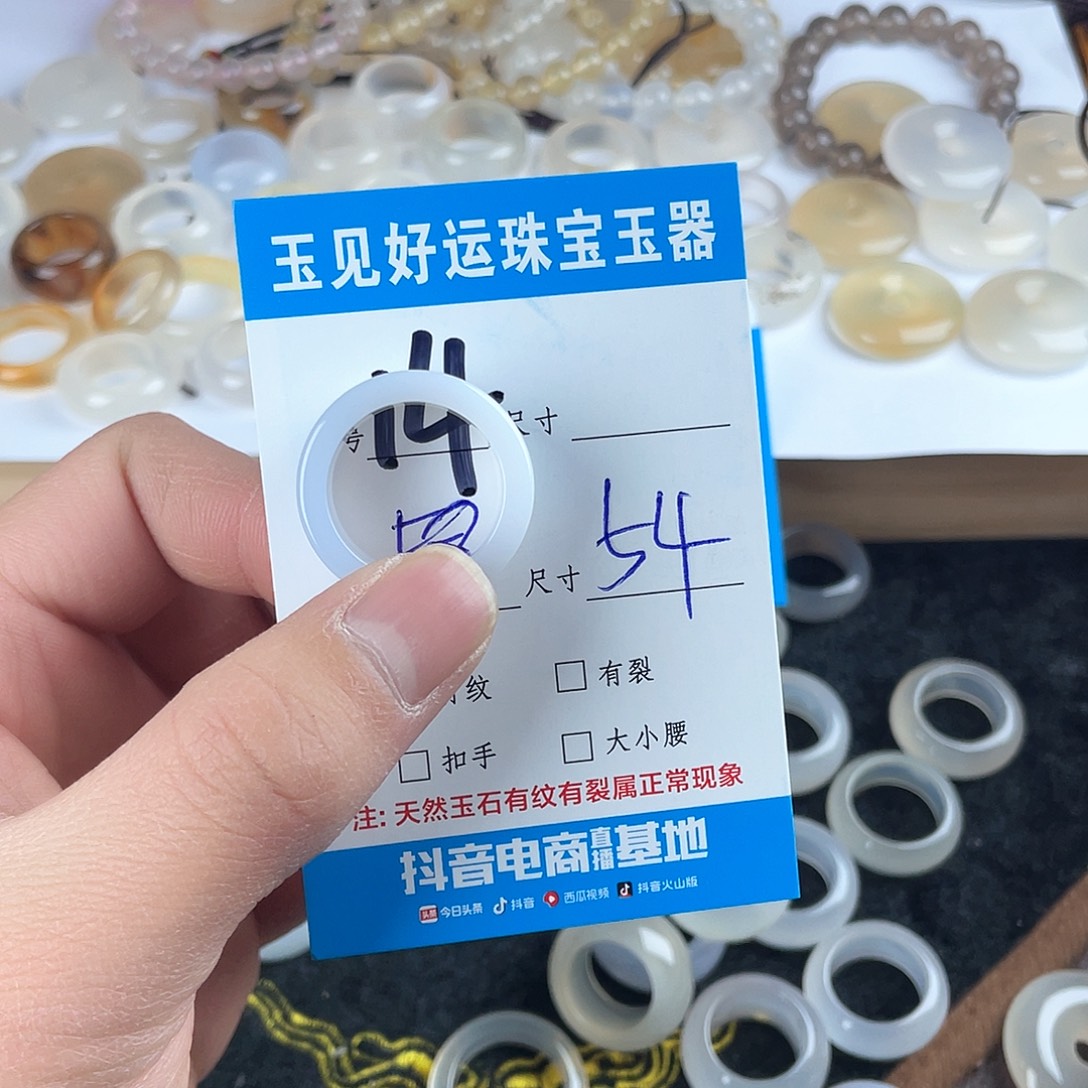 玉见好运珠宝玉器
号 14 尺寸
尺寸 54
纹 有裂
扣手 大小腰
注: 天然玉石有纹有裂属正常现象
抖音电商直播基地
头条 今日头条 抖音 西瓜视频 抖音火山版